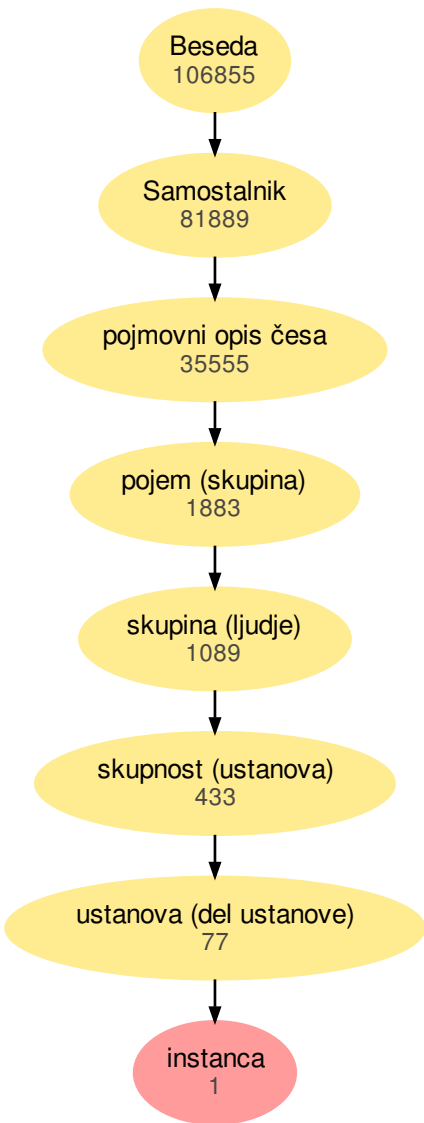 Beseda
106855
Samostalnik
81889
pojmovni opis česa
35555
pojem (skupina)
1883
skupina (ljudje)
1089
skupnost (ustanova)
433
ustanova (del ustanove)
77
instanca
1